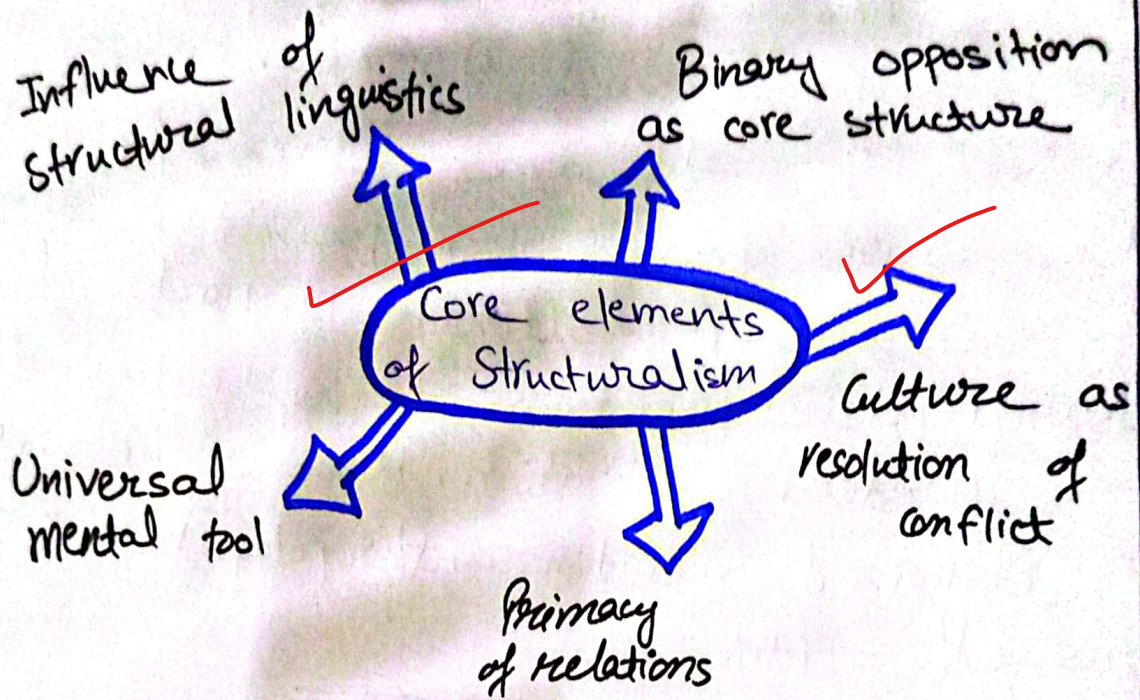 Influence of
structural linguistics
Binary opposition
as core structure
Core elements
of Structuralism
Culture as
resolution of
conflict
Universal
mental tool
Primacy
of relations